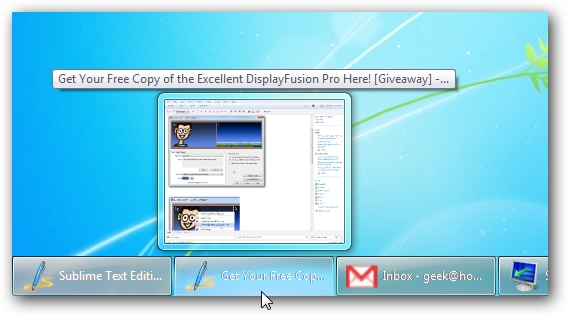 Get Your Free Copy of the Excellent DisplayFusion Pro Here! [Giveaway] -...
Sublime Text Editi...
Get Your Free Cop...
Inbox - geek@ho...
S